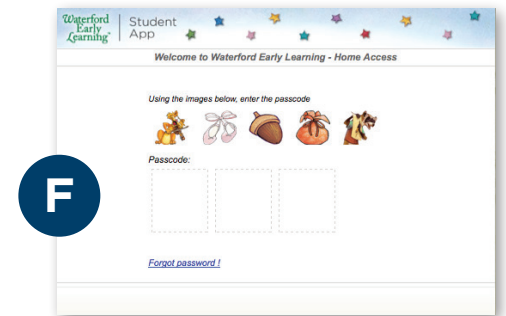 Waterford
Early
Learning
Student
App
Welcome to Waterford Early Learning - Home Access
Using the images below, enter the passcode
Passcode:
F
Forgot password !